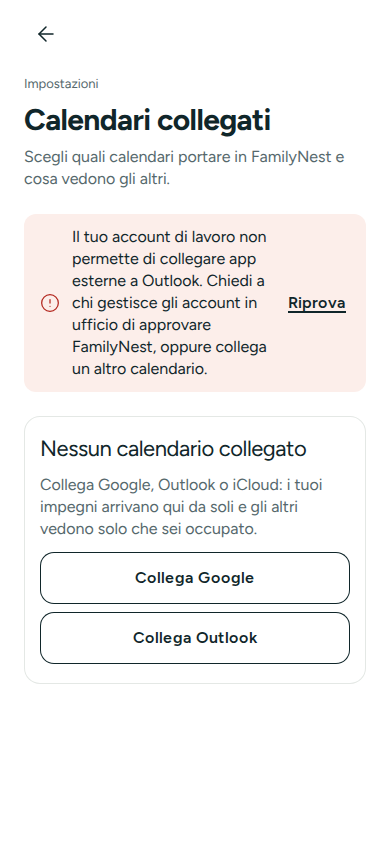 Impostazioni
Calendari collegati
Scegli quali calendari portare in FamilyNest e
cosa vedono gli altri.
Il tuo account di lavoro non
permette di collegare app
esterne a Outlook. Chiedi a
chi gestisce gli account in
ufficio di approvare
FamilyNest, oppure collega
un altro calendario.
Riprova
Nessun calendario collegato
Collega Google, Outlook o iCloud: i tuoi
impegni arrivano qui da soli e gli altri
vedono solo che sei occupato.
Collega Google
Collega Outlook